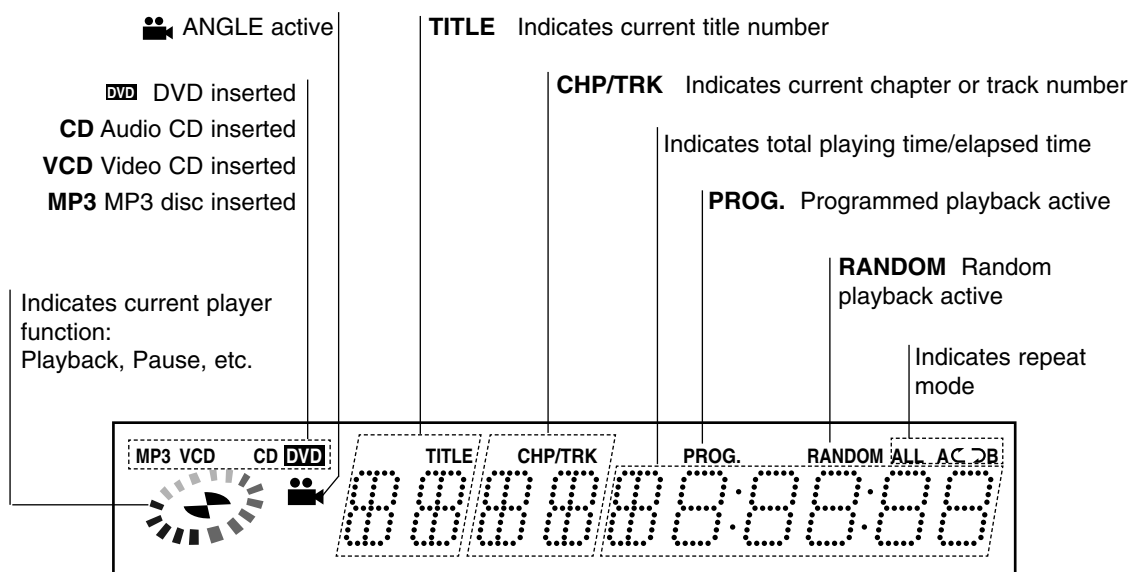 ANGLE active
TITLE Indicates current title number
DVD DVD inserted
CHP/TRK Indicates current chapter or track number
CD Audio CD inserted
Indicates total playing time/elapsed time
VCD Video CD inserted
MP3 MP3 disc inserted
PROG. Programmed playback active
RANDOM Random
playback active
Indicates current player
function:
Playback, Pause, etc.
Indicates repeat
mode
MP3 VCD CD DVD TITLE CHP/TRK PROG. RANDOM ALL A B